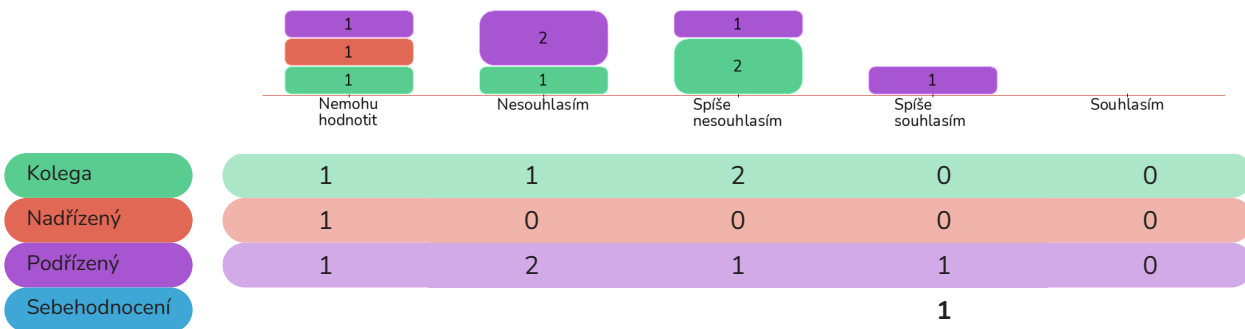 1
1
1
2
1
1
2
1
Nemohu
hodnotit
Nesouhlasím
Spíše
nesouhlasím
Spíše
souhlasím
Souhlasím
Kolega 1 1 2 0 0
Nadřízený 1 0 0 0 0
Podřízený 1 2 1 1 0
Sebehodnocení 1